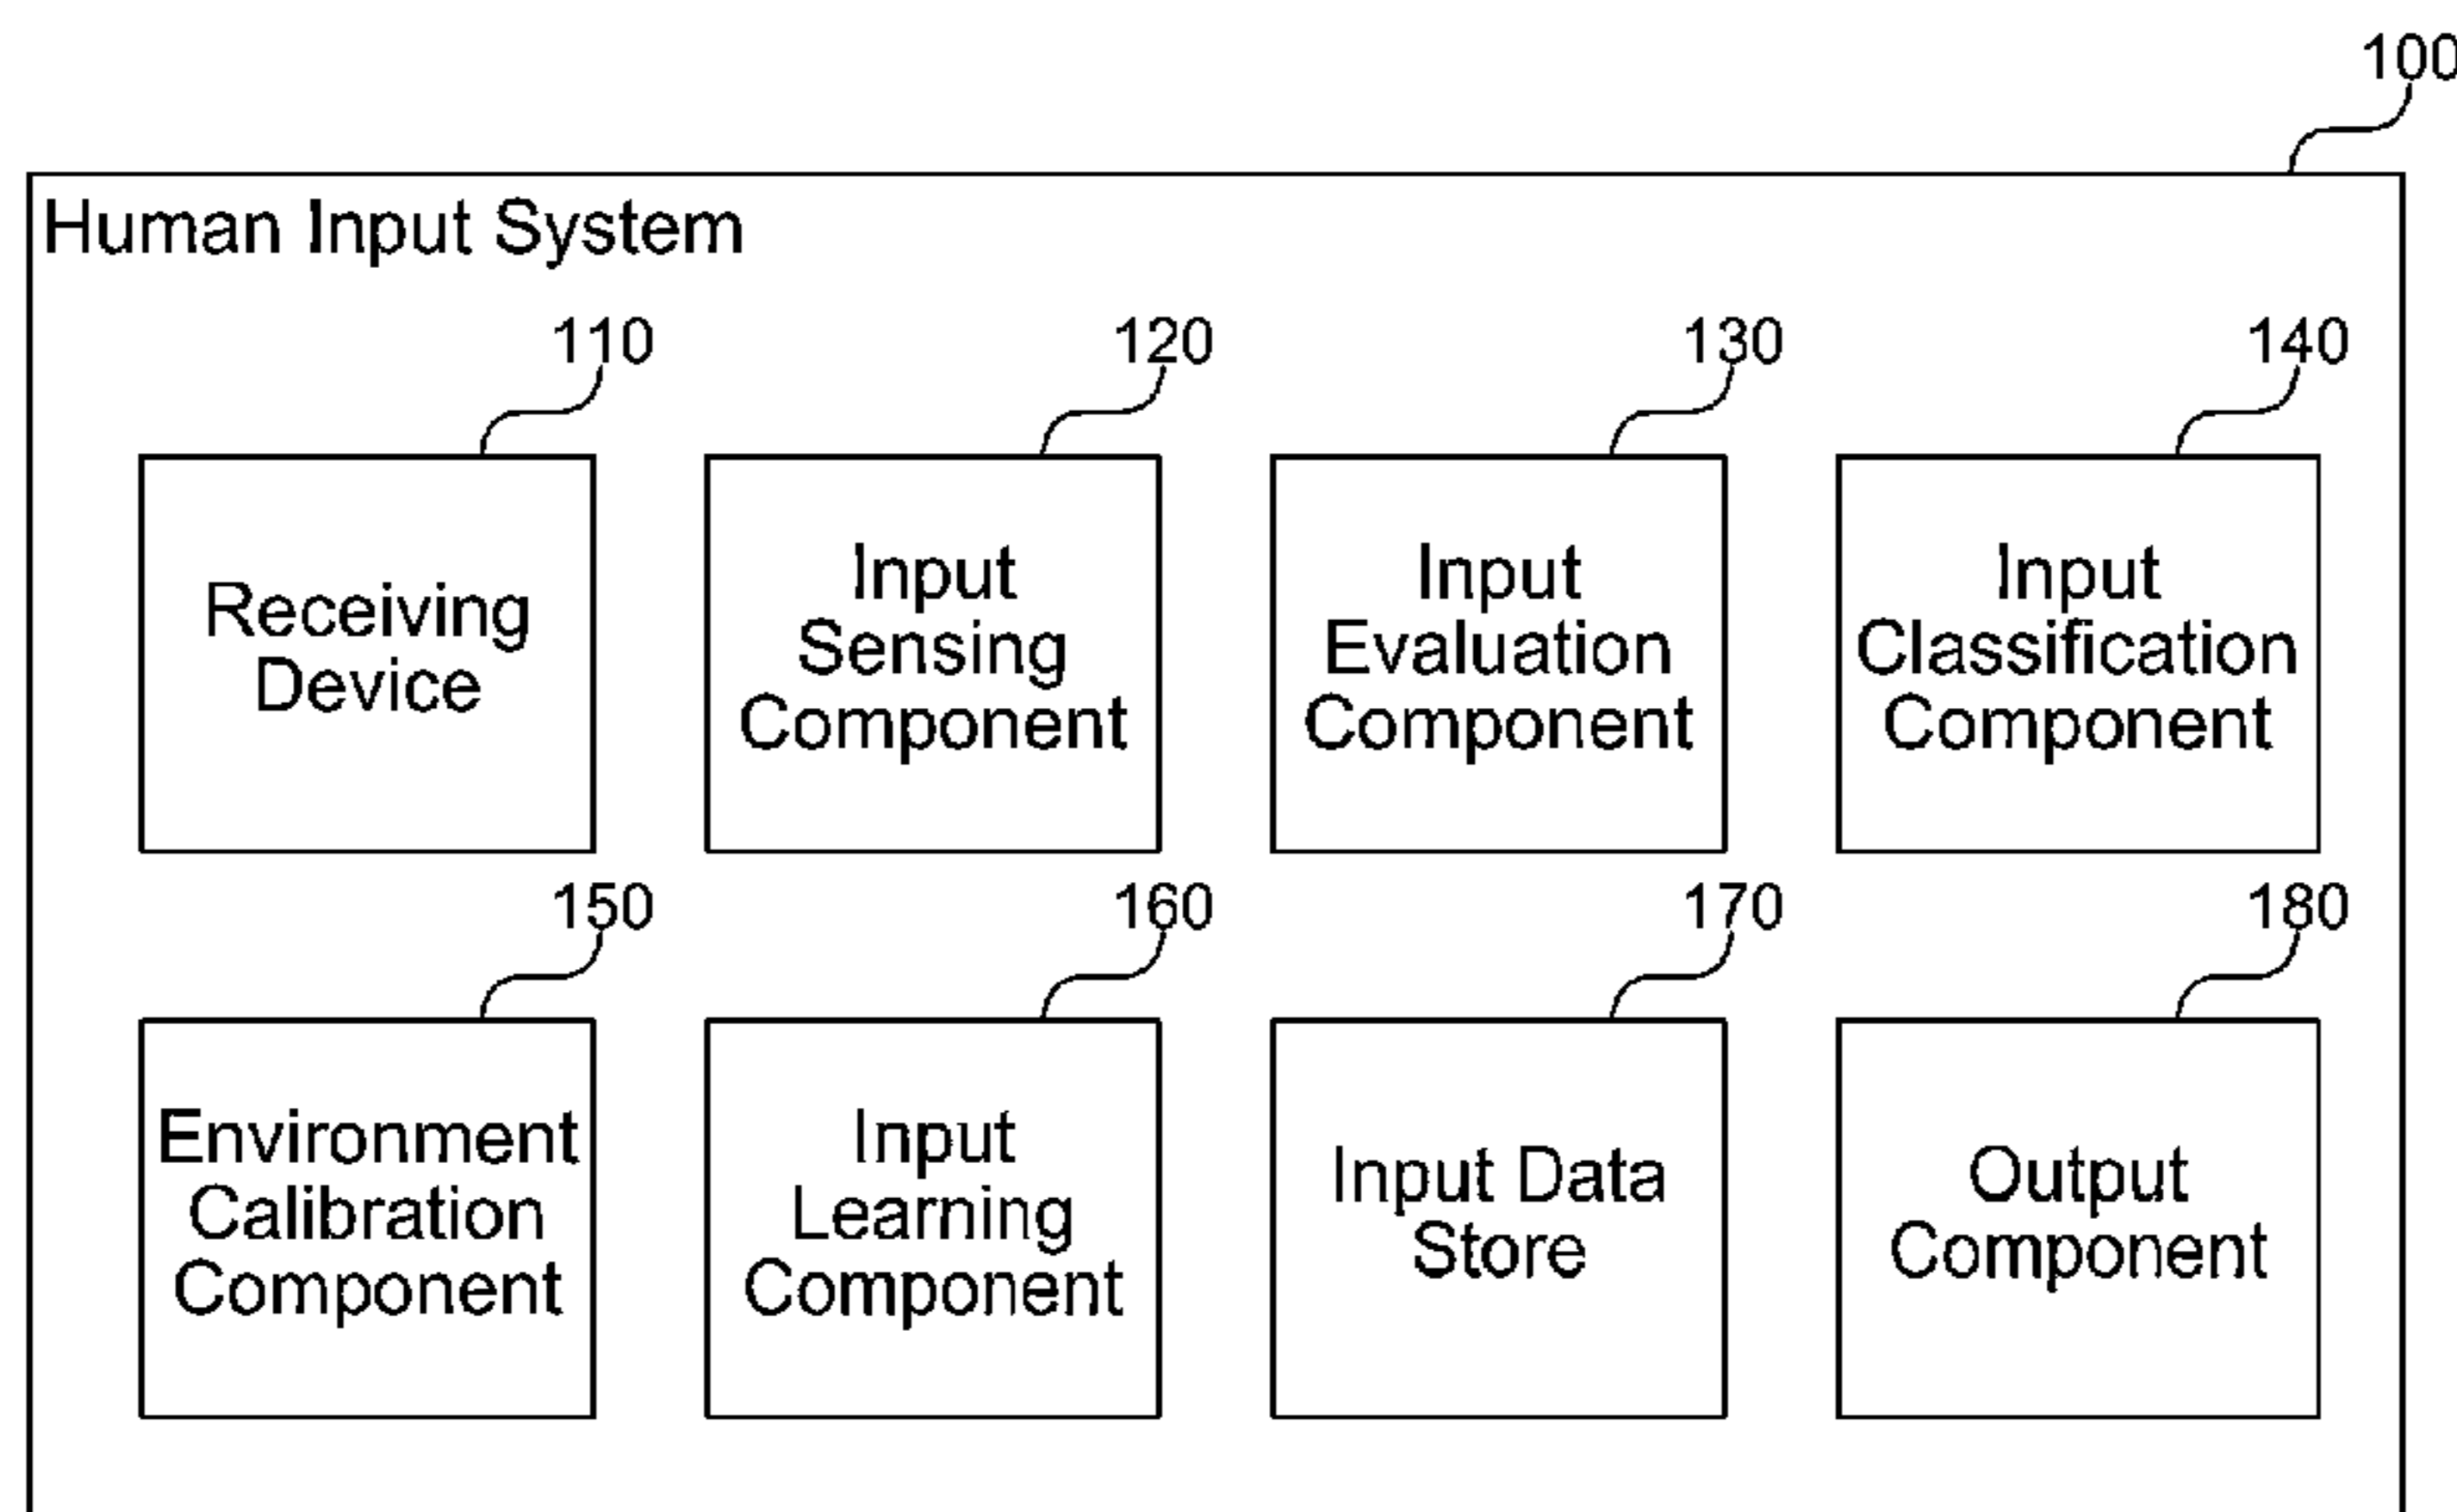 100
Human Input System
110
120
130
140
Receiving
Device
Input
Sensing
Component
Input
Evaluation
Component
Input
Classification
Component
150
160
170
180
Environment
Calibration
Component
Input
Learning
Component
Input Data
Store
Output
Component